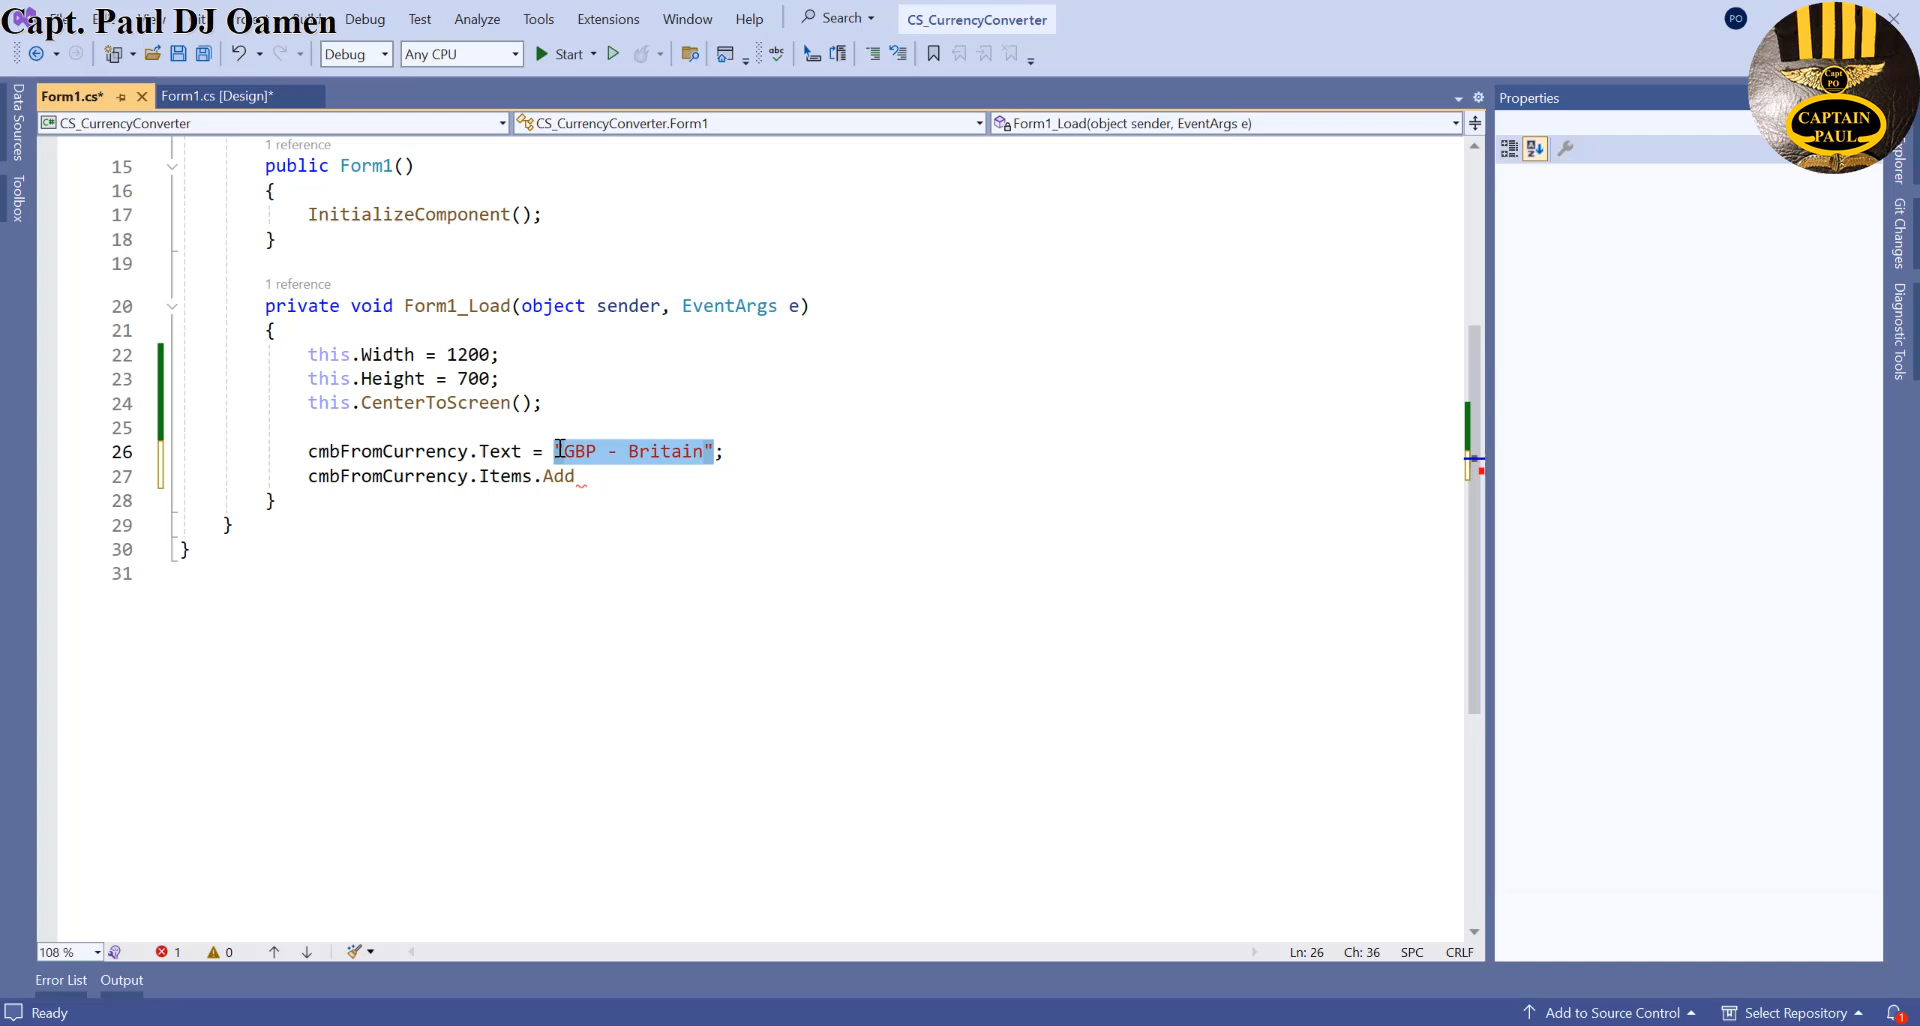 Capt. Paul DJ Oamen
Debug Test Analyze Tools Extensions Window Help Search CS_CurrencyConverter PO
Debug Any CPU Start
Form1.cs* Form1.cs [Design]* Properties
CS_CurrencyConverter CS_CurrencyConverter.Form1 Form1_Load(object sender, EventArgs e)
Capt
PO
CAPTAIN
PAUL
Data Sources
Toolbox
1 reference
15 public Form1()
16 {
17 InitializeComponent();
18 }
19
1 reference
20 private void Form1_Load(object sender, EventArgs e)
21 {
22 this.Width = 1200;
23 this.Height = 700;
24 this.CenterToScreen();
25
26 cmbFromCurrency.Text = "GBP - Britain";
27 cmbFromCurrency.Items.Add
28 }
29 }
30 }
31
Git Changes
Diagnostic Tools
108 % 1 0 Ln: 26 Ch: 36 SPC CRLF
Error List Output
Ready Add to Source Control Select Repository 1